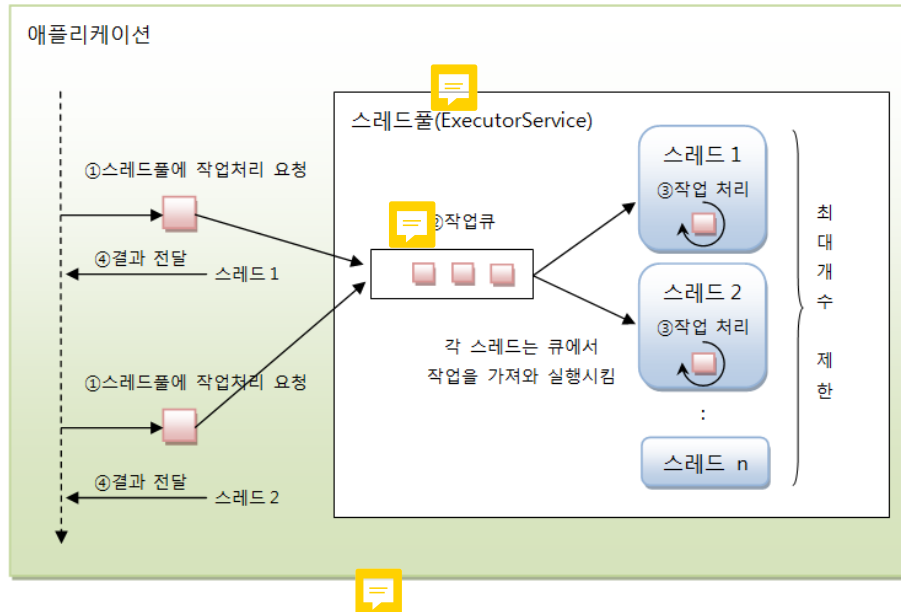 애플리케이션
스레드풀(ExecutorService)
①스레드풀에 작업처리 요청
④결과 전달
스레드 1
①스레드풀에 작업처리 요청
④결과 전달
스레드 2
②작업큐
각 스레드는 큐에서
작업을 가져와 실행시킴
스레드 1
③작업 처리
스레드 2
③작업 처리
:
스레드 n
최
대
개
수
제
한